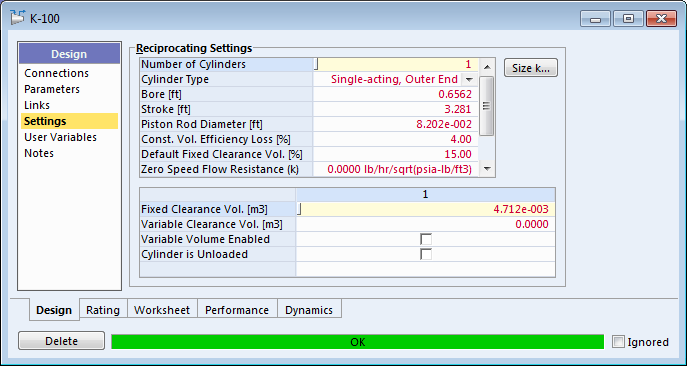 K-100
Design
Connections
Parameters
Links
Settings
User Variables
Notes
Reciprocating Settings
Number of Cylinders 1
Cylinder Type Single-acting, Outer End
Bore [ft] 0.6562
Stroke [ft] 3.281
Piston Rod Diameter [ft] 8.202e-002
Const. Vol. Efficiency Loss [%] 4.00
Default Fixed Clearance Vol. [%] 15.00
Zero Speed Flow Resistance (k) 0.0000 lb/hr/sqrt(psia-lb/ft3)
Size k...
1
Fixed Clearance Vol. [m3] 4.712e-003
Variable Clearance Vol. [m3] 0.0000
Variable Volume Enabled
Cylinder is Unloaded
Design Rating Worksheet Performance Dynamics
Delete OK Ignored